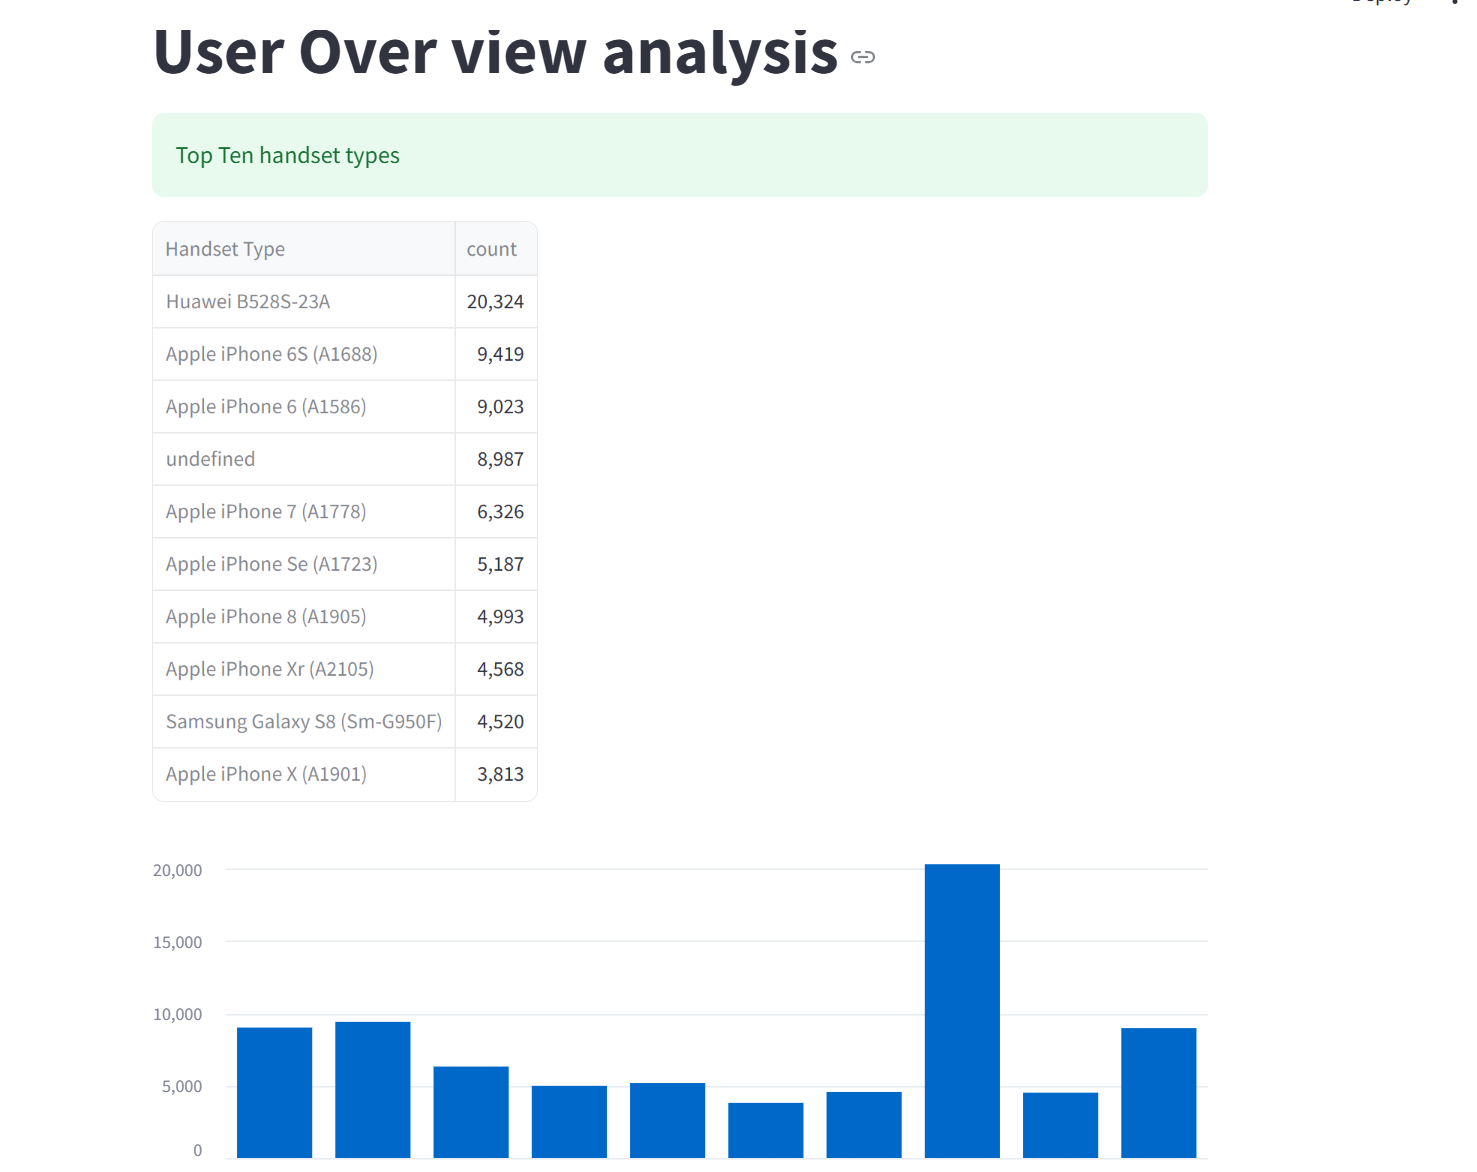 User Over view analysis
Top Ten handset types
Handset Type count
Huawei B528S-23A 20,324
Apple iPhone 6S (A1688) 9,419
Apple iPhone 6 (A1586) 9,023
undefined 8,987
Apple iPhone 7 (A1778) 6,326
Apple iPhone Se (A1723) 5,187
Apple iPhone 8 (A1905) 4,993
Apple iPhone Xr (A2105) 4,568
Samsung Galaxy S8 (Sm-G950F) 4,520
Apple iPhone X (A1901) 3,813
20,000
15,000
10,000
5,000
0